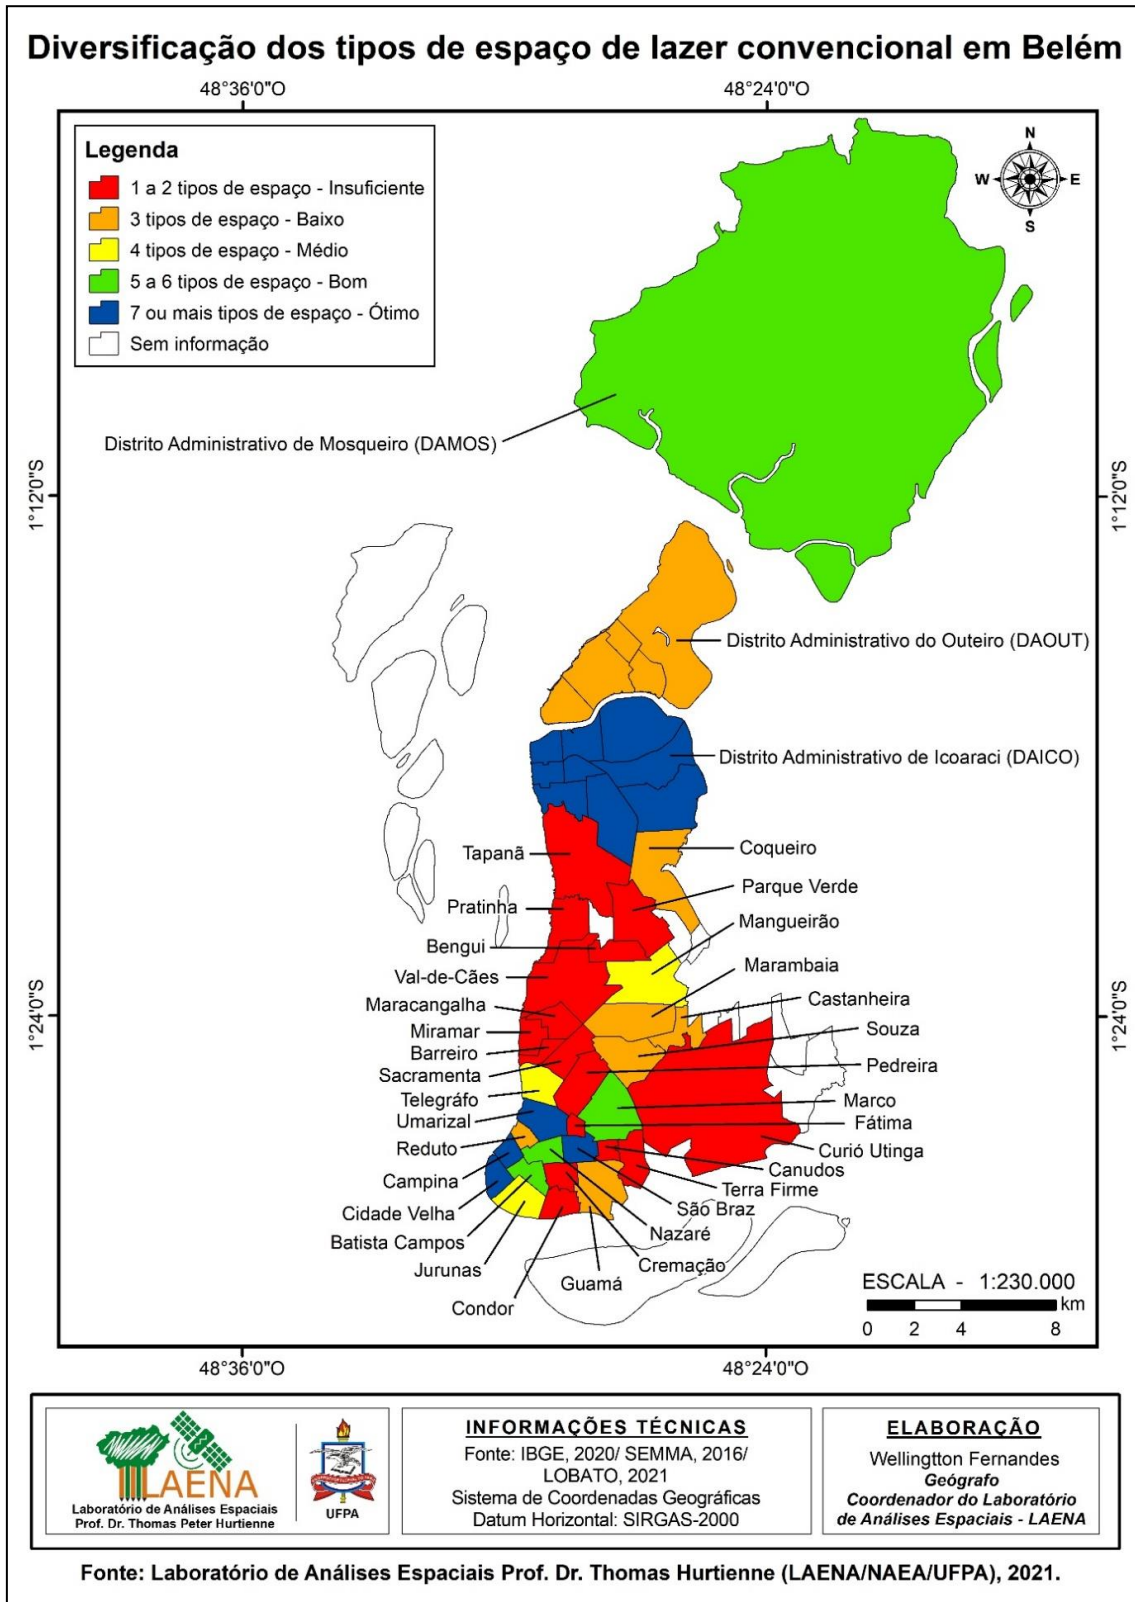 Diversificação dos tipos de espaço de lazer convencional em Belém
48°36'0"O
48°24'0"O
Legenda
1 a 2 tipos de espaço - Insuficiente
3 tipos de espaço - Baixo
4 tipos de espaço - Médio
5 a 6 tipos de espaço - Bom
7 ou mais tipos de espaço - Ótimo
Sem informação
N
W
E
S
Distrito Administrativo de Mosqueiro (DAMOS)
1°12'0"S
1°12'0"S
Distrito Administrativo do Outeiro (DAOUT)
Distrito Administrativo de Icoaraci (DAICO)
Tapanã
Coqueiro
Parque Verde
Pratinha
Mangueirão
Bengui
Marambaia
Val-de-Cães
Castanheira
Maracangalha
1°24'0"S
1°24'0"S
Miramar
Souza
Barreiro
Pedreira
Sacramenta
Telegráfo
Marco
Umarizal
Fátima
Reduto
Curió Utinga
Canudos
Campina
Terra Firme
São Braz
Cidade Velha
Nazaré
Batista Campos
Cremação
Jurunas
Guamá
Condor
ESCALA - 1:230.000
km
0 2 4 8
48°36'0"O
48°24'0"O
LAENA
Laboratório de Análises Espaciais
Prof. Dr. Thomas Peter Hurtienne
UFPA
INFORMAÇÕES TÉCNICAS
Fonte: IBGE, 2020/ SEMMA, 2016/
LOBATO, 2021
Sistema de Coordenadas Geográficas
Datum Horizontal: SIRGAS-2000
ELABORAÇÃO
Wellingtton Fernandes
Geógrafo
Coordenador do Laboratório
de Análises Espaciais - LAENA
Fonte: Laboratório de Análises Espaciais Prof. Dr. Thomas Hurtienne (LAENA/NAEA/UFPA), 2021.